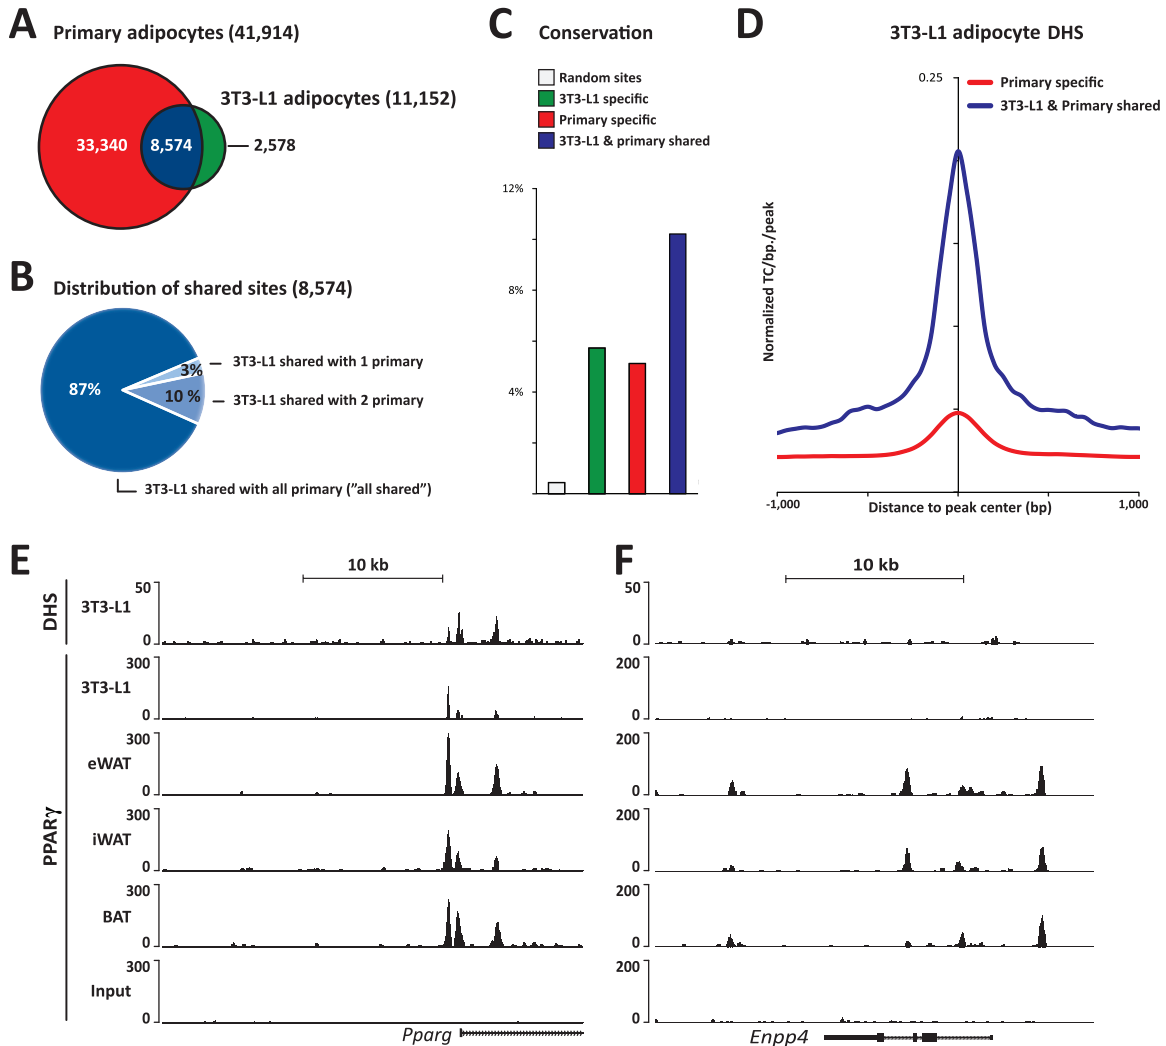 A
Primary adipocytes (41,914)
3T3-L1 adipocytes (11,152)
33,340
8,574
2,578
B
Distribution of shared sites (8,574)
87%
3%
10 %
3T3-L1 shared with 1 primary
3T3-L1 shared with 2 primary
3T3-L1 shared with all primary ("all shared")
C
Conservation
Random sites
3T3-L1 specific
Primary specific
3T3-L1 & primary shared
12%
8%
4%
D
3T3-L1 adipocyte DHS
0.25
Primary specific
3T3-L1 & Primary shared
Normalized TC/bp./peak
-1,000
Distance to peak center (bp)
1,000
E
10 kb
DHS
3T3-L1
50
0
PPARγ
3T3-L1
300
0
eWAT
300
0
iWAT
300
0
BAT
300
0
Input
300
0
Pparg
F
10 kb
50
0
200
0
200
0
200
0
200
0
200
0
Enpp4